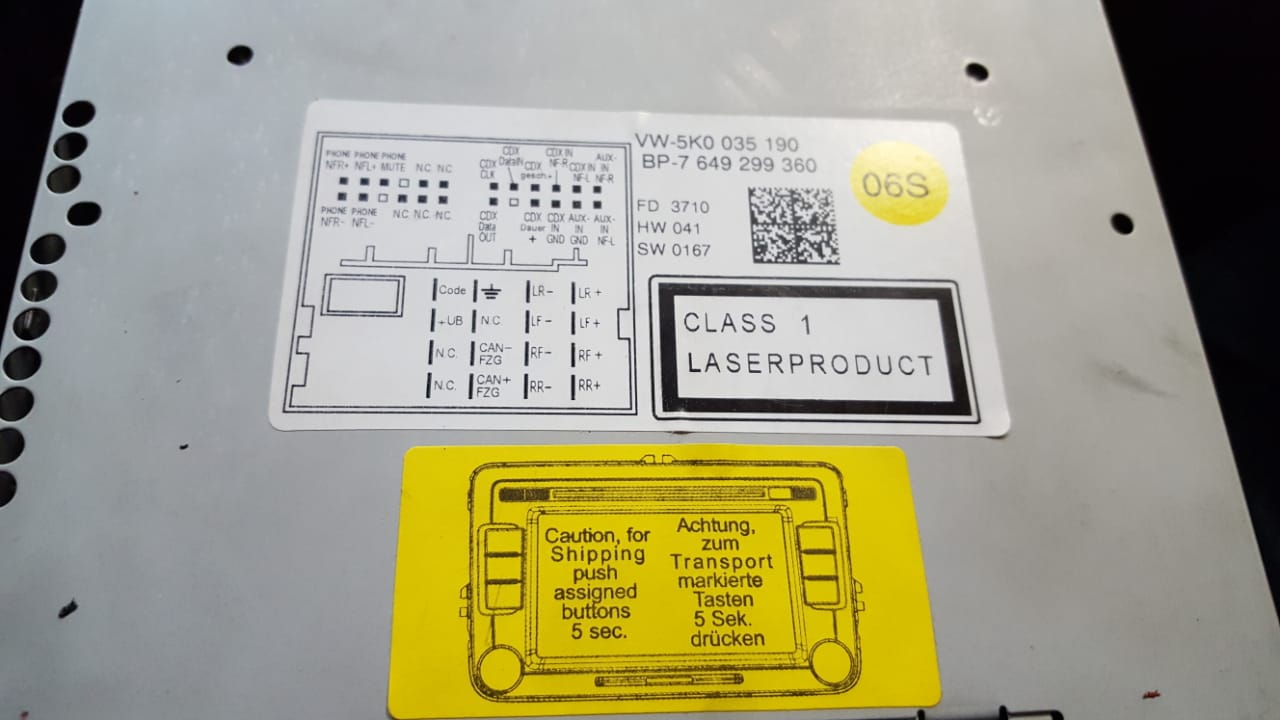 VW-5K0 035 190
BP-7 649 299 360
06S
FD 3710
HW 041
SW 0167
PHONE PHONE PHONE
NFR+ NFL+ MUTE N.C. N.C.
PHONE PHONE
NFR- NFL- N.C. N.C. N.C.
CDX CLK
CDX DataIN
CDX gesch+
CDX IN NF-R
CDX IN NF-L
AUX-IN NF-R
CDX Data OUT
CDX Dauer +
CDX IN GND
AUX-IN GND
AUX-IN NF-L
Code LR- LR+
+UB N.C. LF- LF+
N.C. CAN- FZG RF- RF+
N.C. CAN+ FZG RR- RR+
CLASS 1
LASERPRODUCT
Caution, for
Shipping
push
assigned
buttons
5 sec.
Achtung,
zum
Transport
markierte
Tasten
5 Sek.
drücken